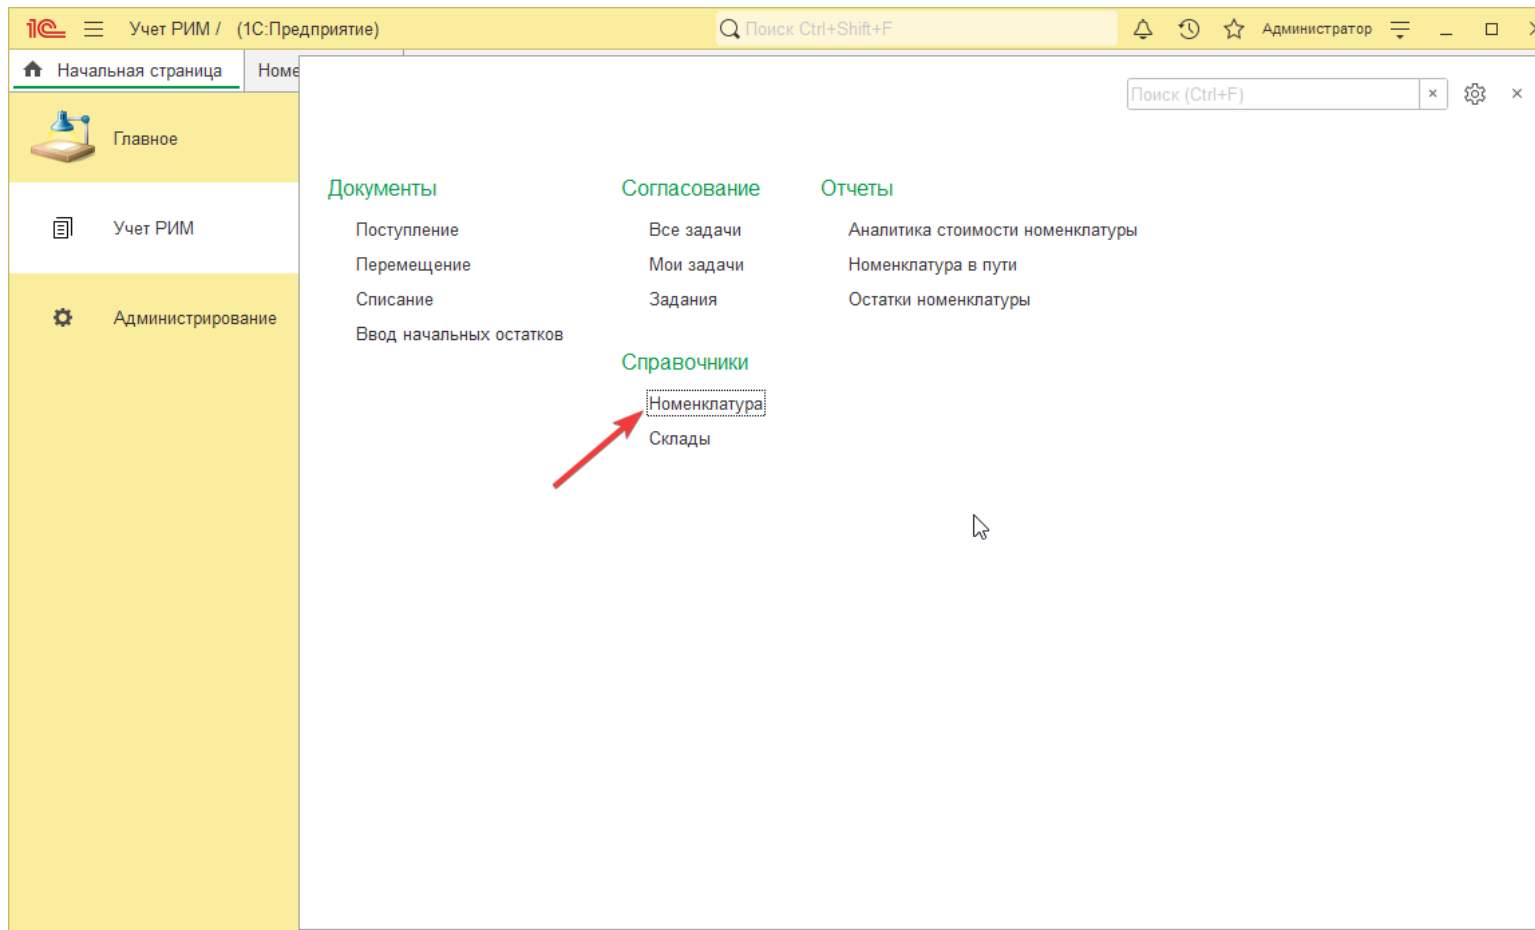 1С Учет РИМ / (1С:Предприятие) Поиск Ctrl+Shift+F Администратор
Начальная страница Номе
Поиск (Ctrl+F)
Главное
Учет РИМ
Администрирование
Документы
Поступление
Перемещение
Списание
Ввод начальных остатков
Согласование
Все задачи
Мои задачи
Задания
Справочники
Номенклатура
Склады
Отчеты
Аналитика стоимости номенклатуры
Номенклатура в пути
Остатки номенклатуры